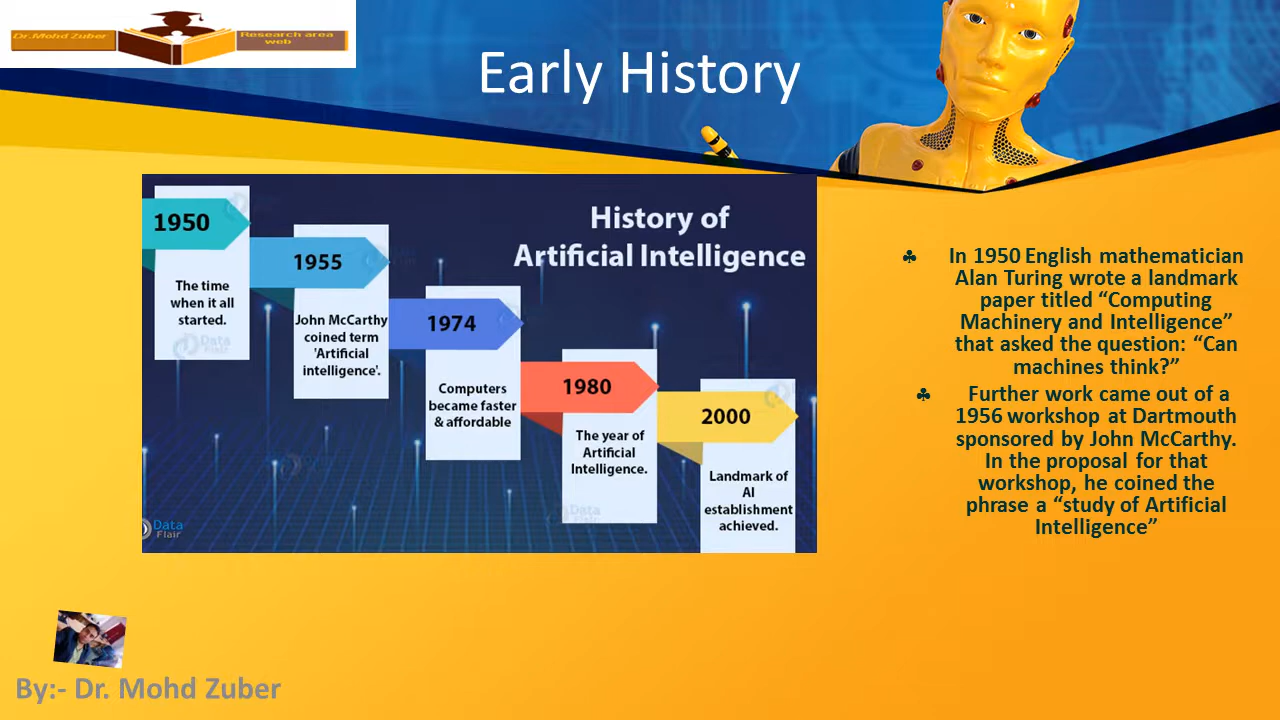 Dr.Mohd Zuber
Research area
web
Early History
History of
Artificial Intelligence
1950
The time
when it all
started.
1955
John McCarthy
coined term
'Artificial
intelligence'.
1974
Computers
became faster
& affordable
1980
The year of
Artificial
Intelligence.
2000
Landmark of
AI
establishment
achieved.
Data
Flair
Data
Flair
Data
Flair
♣ In 1950 English mathematician
Alan Turing wrote a landmark
paper titled “Computing
Machinery and Intelligence”
that asked the question: “Can
machines think?”
♣ Further work came out of a
1956 workshop at Dartmouth
sponsored by John McCarthy.
In the proposal for that
workshop, he coined the
phrase a “study of Artificial
Intelligence”
By:- Dr. Mohd Zuber